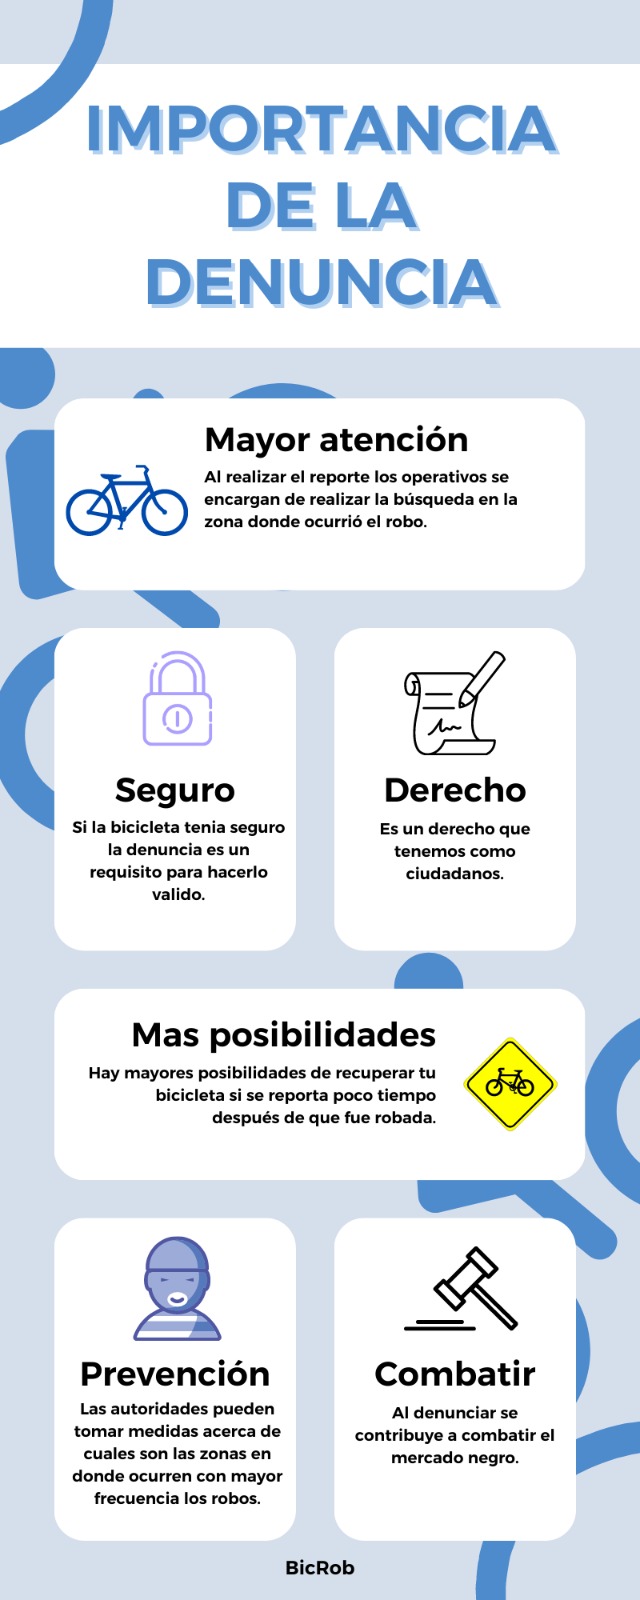 IMPORTANCIA
DE LA
DENUNCIA
Mayor atención
Al realizar el reporte los operativos se
encargan de realizar la búsqueda en la
zona donde ocurrió el robo.
Seguro
Si la bicicleta tenia seguro
la denuncia es un
requisito para hacerlo
valido.
Derecho
Es un derecho que
tenemos como
ciudadanos.
Mas posibilidades
Hay mayores posibilidades de recuperar tu
bicicleta si se reporta poco tiempo
después de que fue robada.
Prevención
Las autoridades pueden
tomar medidas acerca de
cuales son las zonas en
donde ocurren con mayor
frecuencia los robos.
Combatir
Al denunciar se
contribuye a combatir el
mercado negro.
BicRob